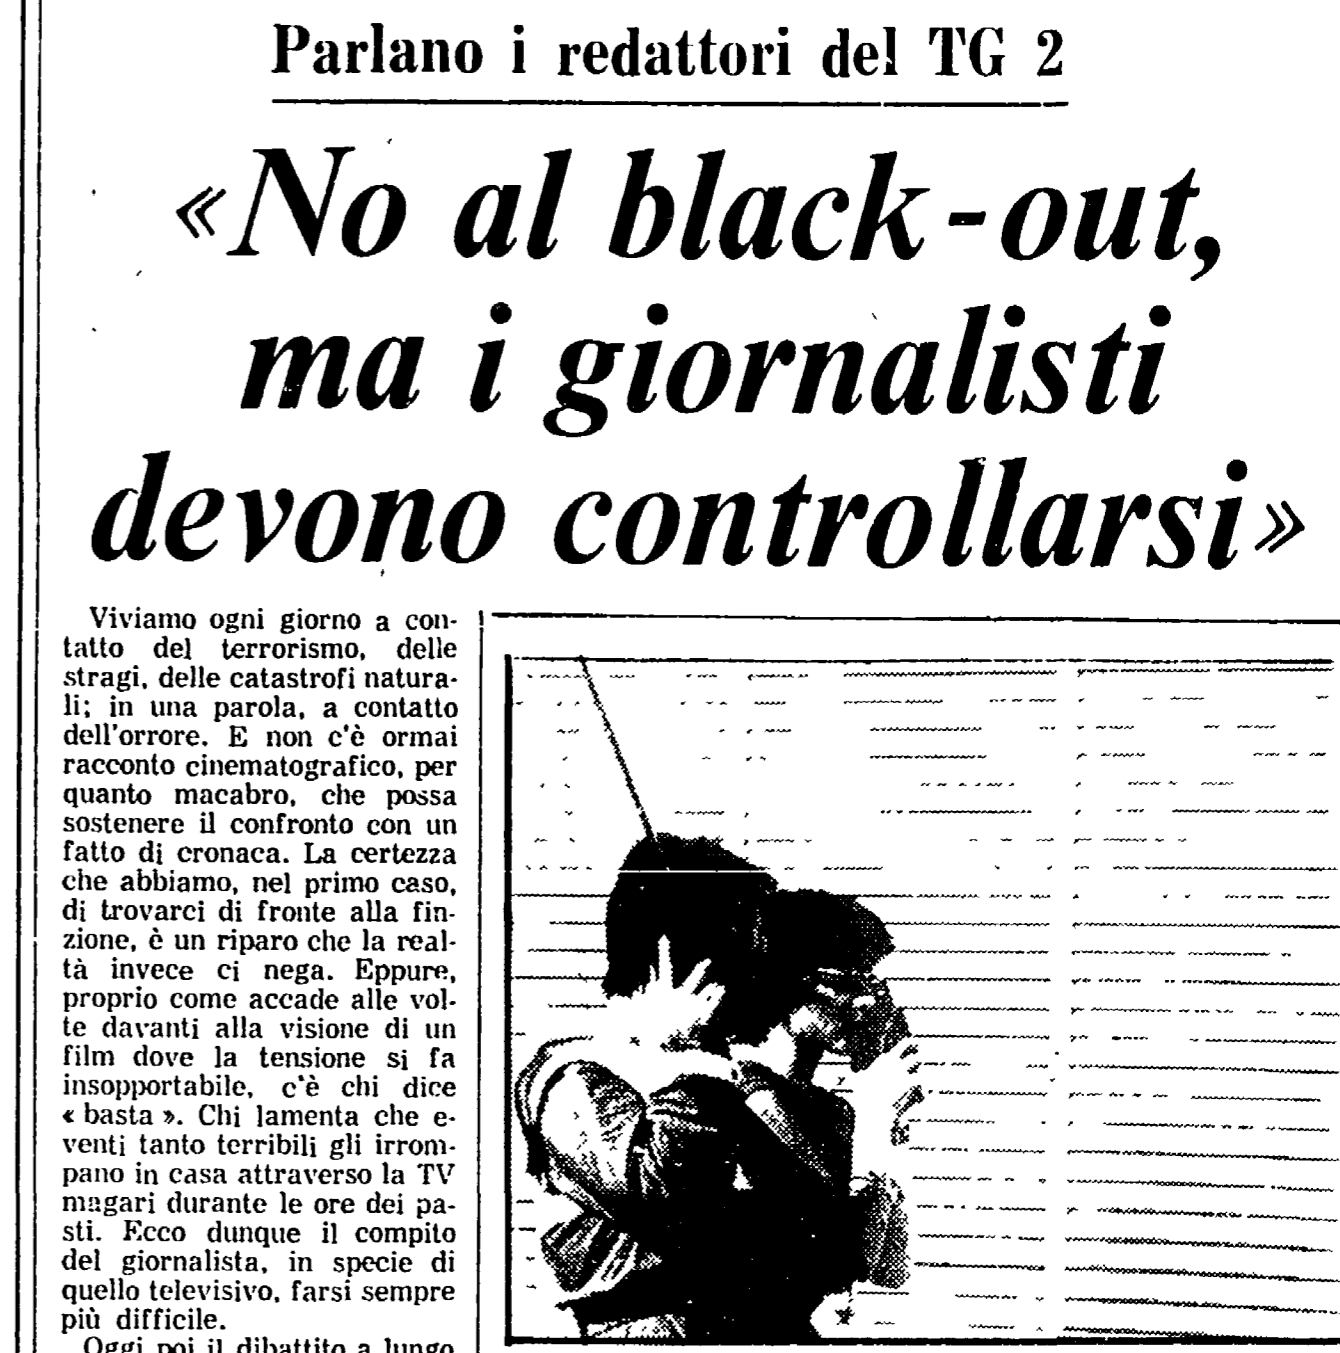 Parlano i redattori del TG 2
«No al black-out,
ma i giornalisti
devono controllarsi»
Viviamo ogni giorno a con-
tatto del terrorismo, delle
stragi, delle catastrofi natura-
li; in una parola, a contatto
dell'orrore. E non c'è ormai
racconto cinematografico, per
quanto macabro, che possa
sostenere il confronto con un
fatto di cronaca. La certezza
che abbiamo, nel primo caso,
di trovarci di fronte alla fin-
zione, è un riparo che la real-
tà invece ci nega. Eppure,
proprio come accade alle vol-
te davanti alla visione di un
film dove la tensione si fa
insopportabile, c'è chi dice
« basta ». Chi lamenta che e-
venti tanto terribili gli irrom-
pano in casa attraverso la TV
magari durante le ore dei pa-
sti. Ecco dunque il compito
del giornalista, in specie di
quello televisivo, farsi sempre
più difficile.
Oggi poi il dibattito a lungo